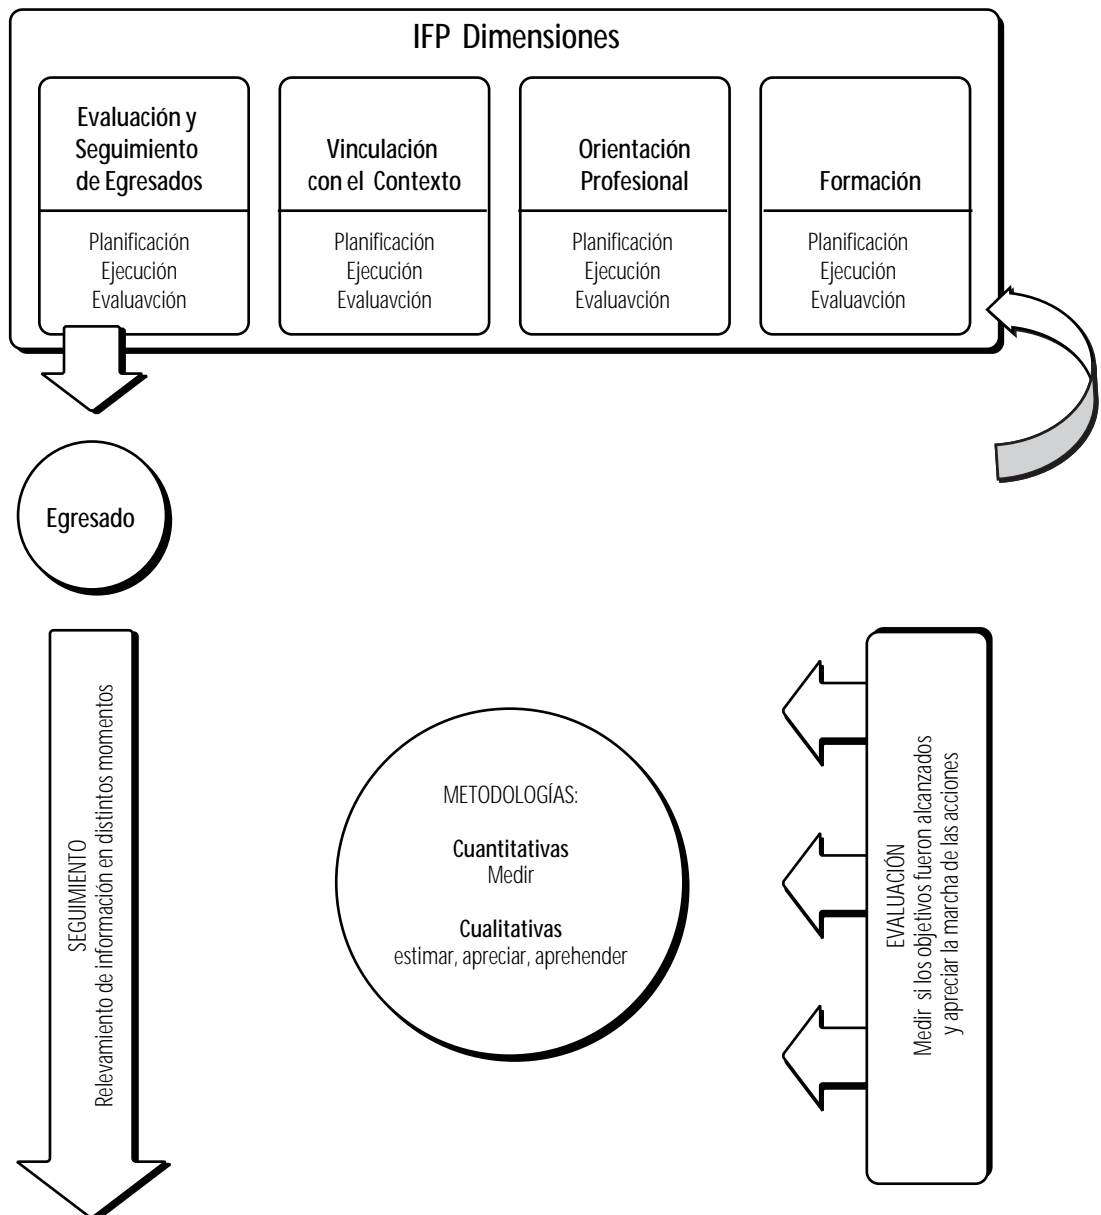 IFP Dimensiones
Evaluación y
Seguimiento
de Egresados
Planificación
Ejecución
Evaluavción
Vinculación
con el Contexto
Planificación
Ejecución
Evaluavción
Orientación
Profesional
Planificación
Ejecución
Evaluavción
Formación
Planificación
Ejecución
Evaluavción
Egresado
SEGUIMIENTO
Relevamiento de información en distintos momentos
METODOLOGÍAS:
Cuantitativas
Medir
Cualitativas
estimar, apreciar, aprehender
EVALUACIÓN
Medir si los objetivos fueron alcanzados
y apreciar la marcha de las acciones